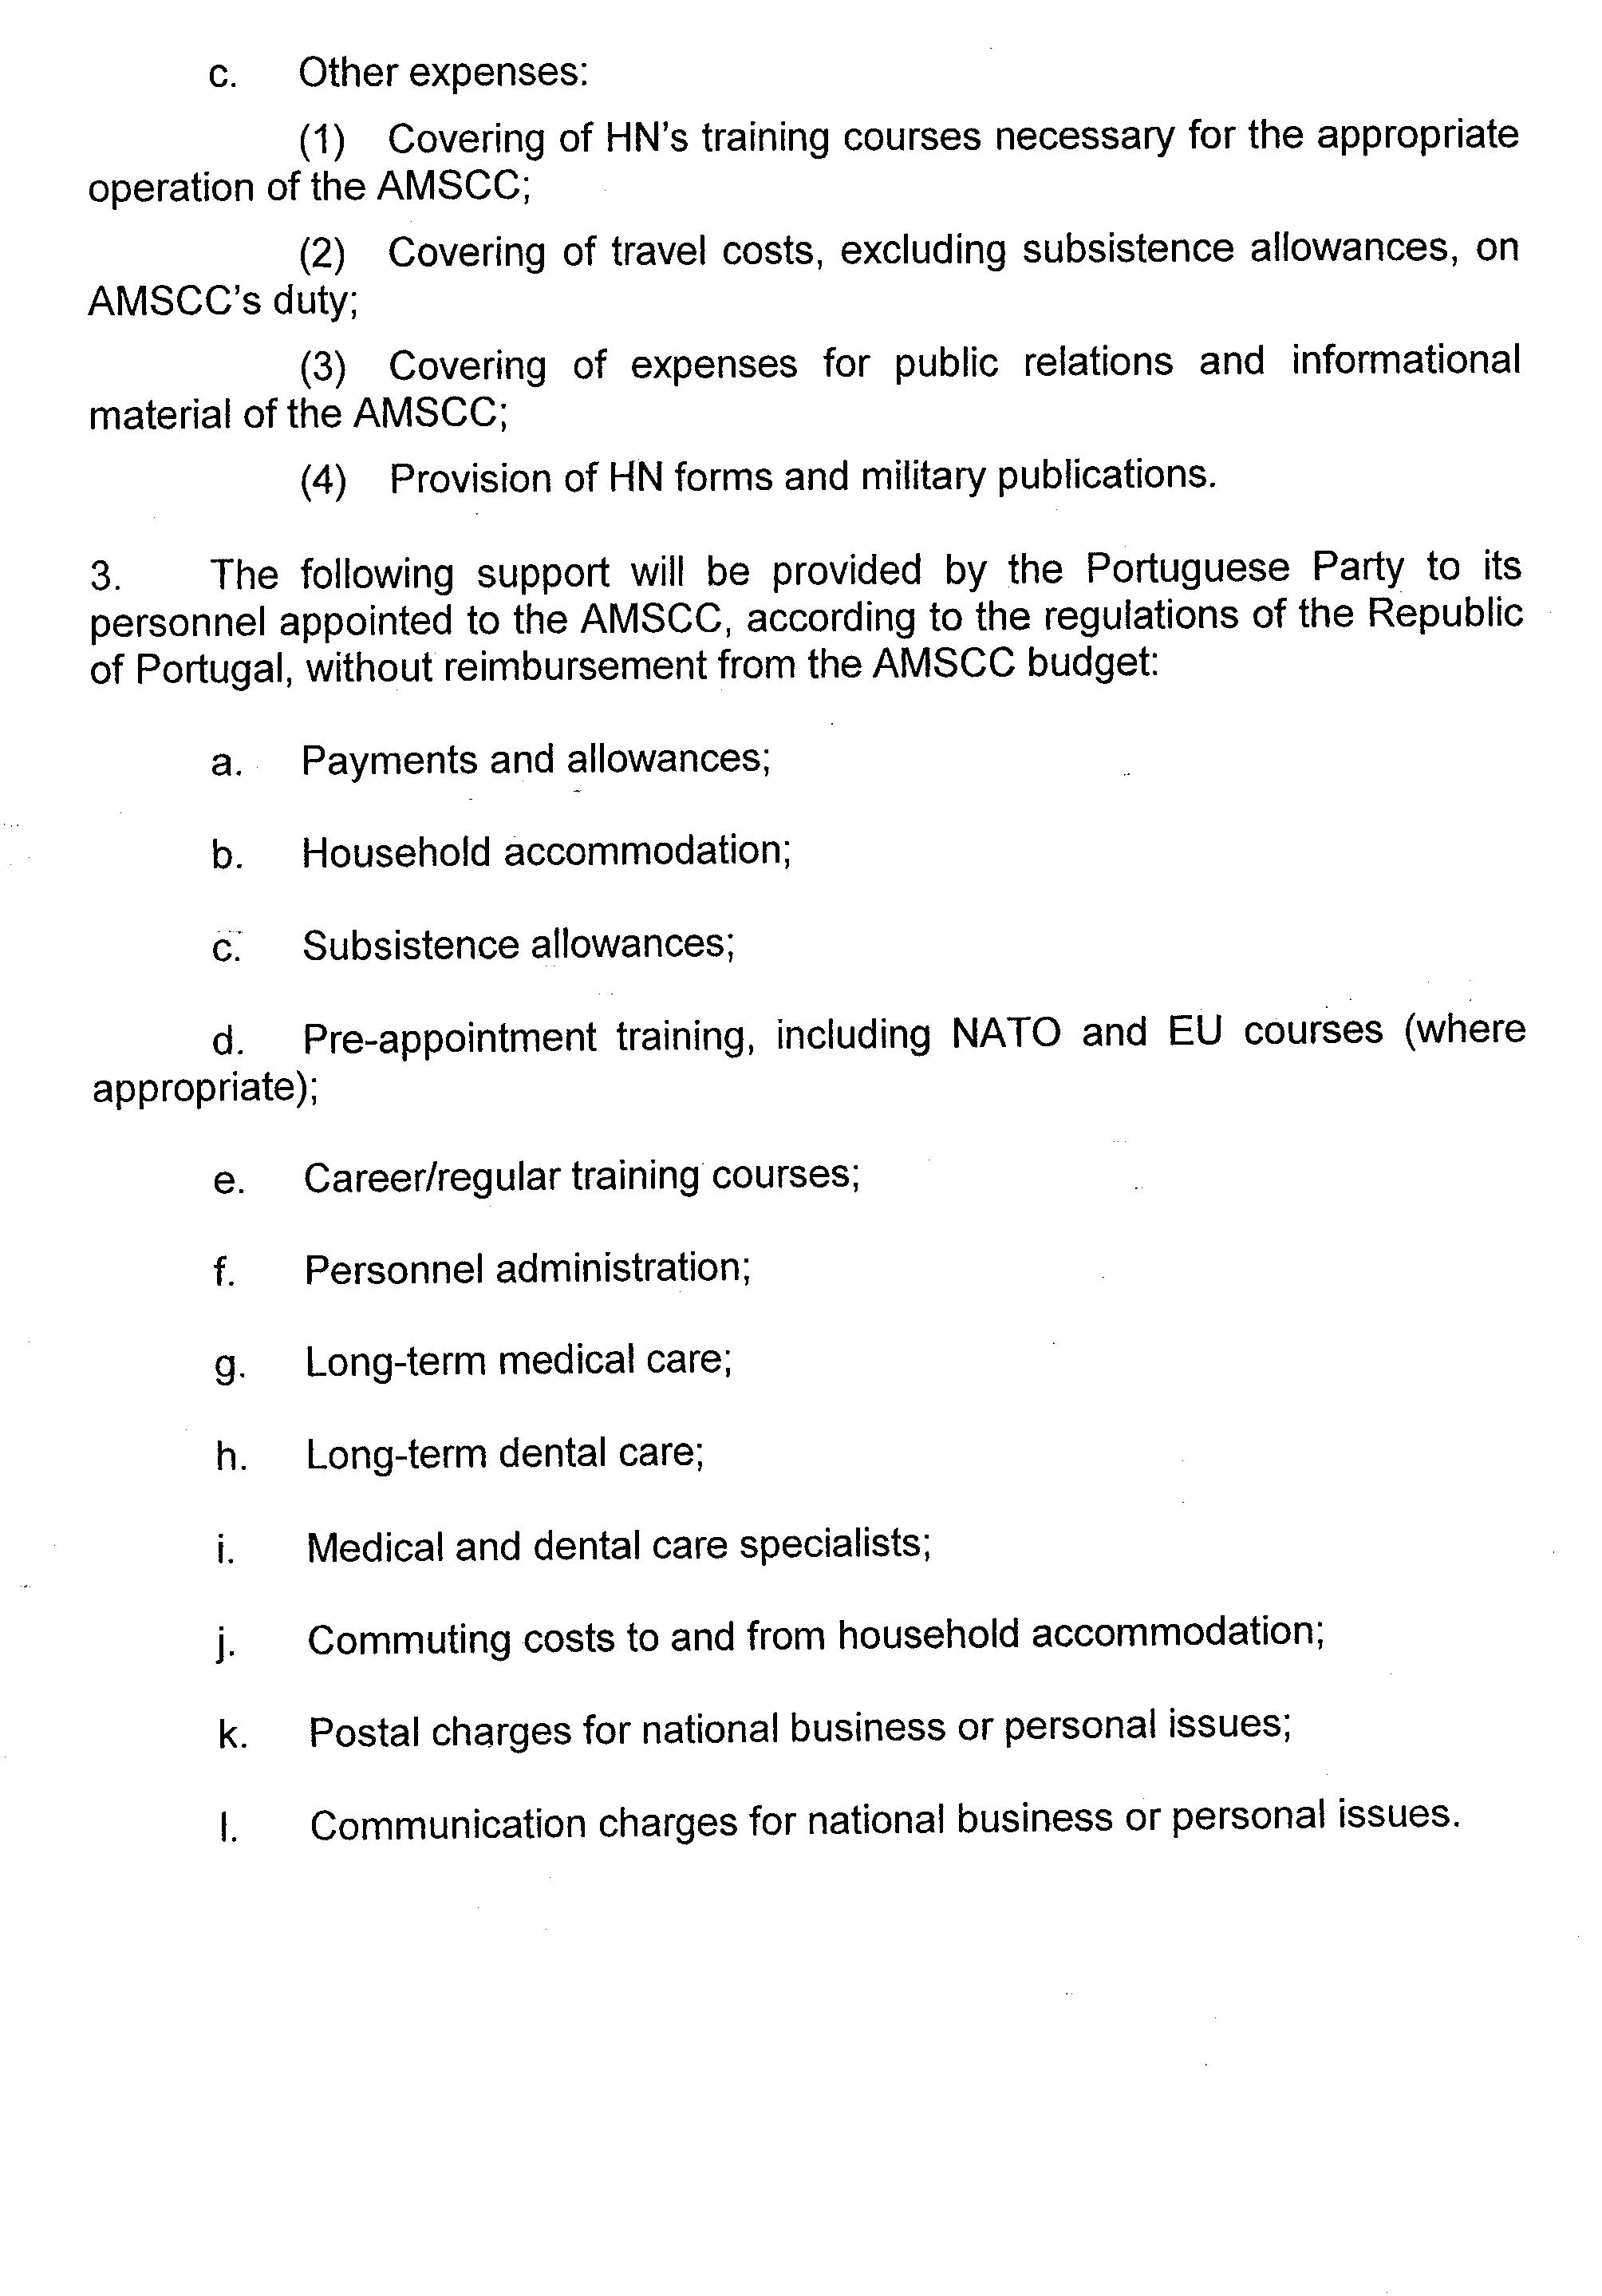 c. Other expenses:
(1) Covering of HN's training courses necessary for the appropriate
operation of the AMSCC;
(2) Covering of travel costs, excluding subsistence allowances, on
AMSCC's duty;
(3) Covering of expenses for public relations and informational
material of the AMSCC;
(4) Provision of HN forms and military publications.
3. The following support will be provided by the Portuguese Party to its
personnel appointed to the AMSCC, according to the regulations of the Republic
of Portugal, without reimbursement from the AMSCC budget:
a. Payments and allowances;
b. Household accommodation;
c. Subsistence allowances;
d. Pre-appointment training, including NATO and EU courses (where
appropriate);
e. Career/regular training courses;
f. Personnel administration;
g. Long-term medical care;
h. Long-term dental care;
i. Medical and dental care specialists;
j. Commuting costs to and from household accommodation;
k. Postal charges for national business or personal issues;
l. Communication charges for national business or personal issues.